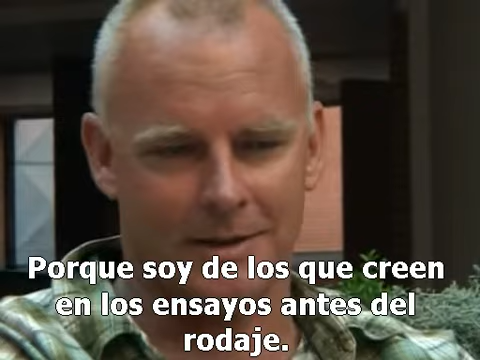 Porque soy de los que creen
en los ensayos antes del
rodaje.